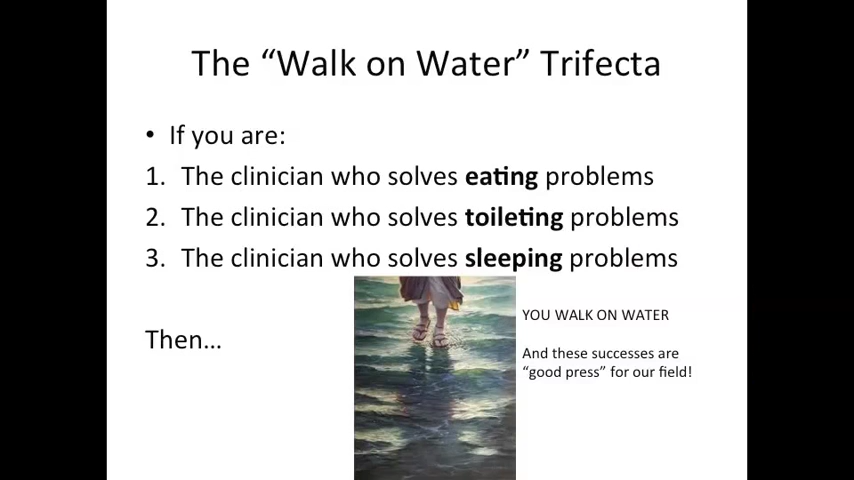 The “Walk on Water” Trifecta
• If you are:
1. The clinician who solves eating problems
2. The clinician who solves toileting problems
3. The clinician who solves sleeping problems
Then…
YOU WALK ON WATER
And these successes are
“good press” for our field!